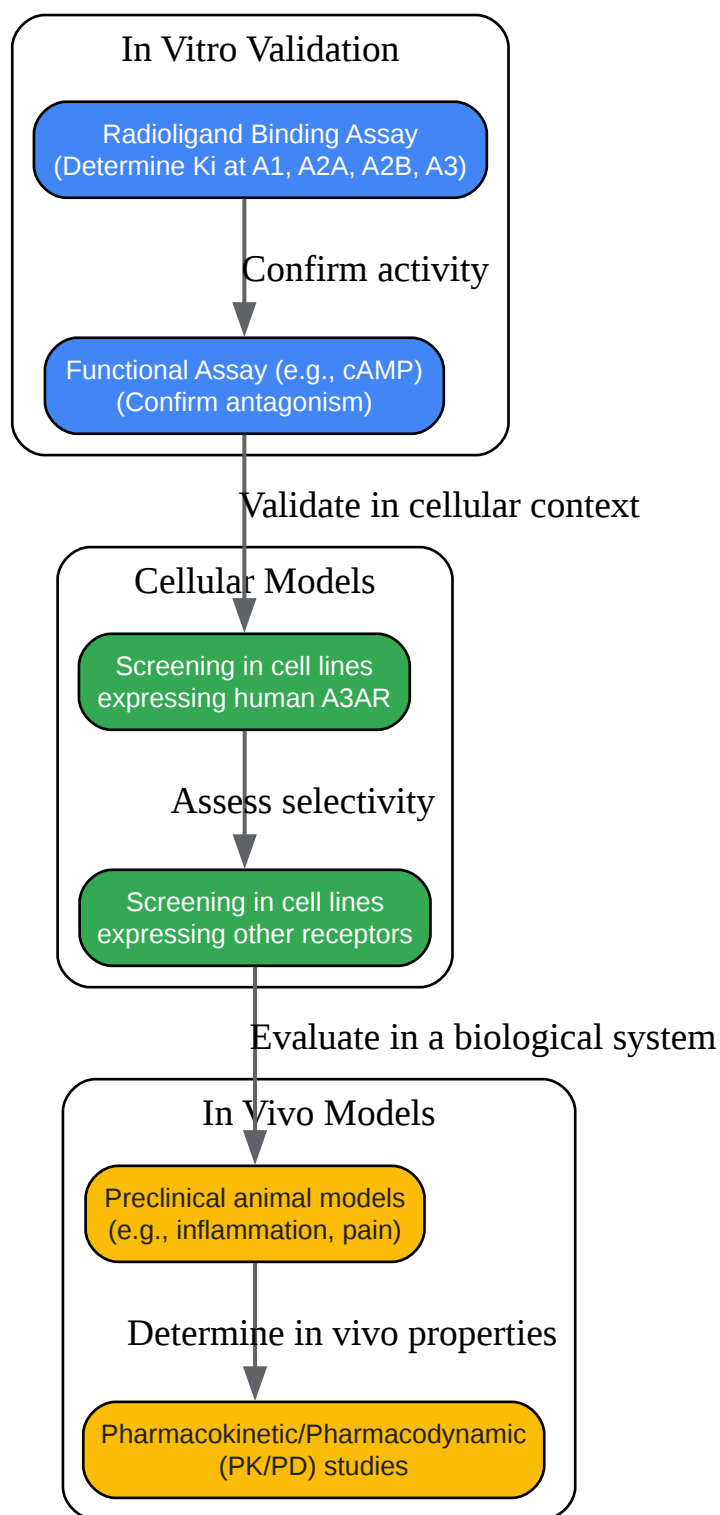 In Vitro Validation
Radioligand Binding Assay
(Determine Ki at A1, A2A, A2B, A3)
Confirm activity
Functional Assay (e.g., cAMP)
(Confirm antagonism)
Validate in cellular context
Cellular Models
Screening in cell lines
expressing human A3AR
Assess selectivity
Screening in cell lines
expressing other receptors
Evaluate in a biological system
In Vivo Models
Preclinical animal models
(e.g., inflammation, pain)
Determine in vivo properties
Pharmacokinetic/Pharmacodynamic
(PK/PD) studies